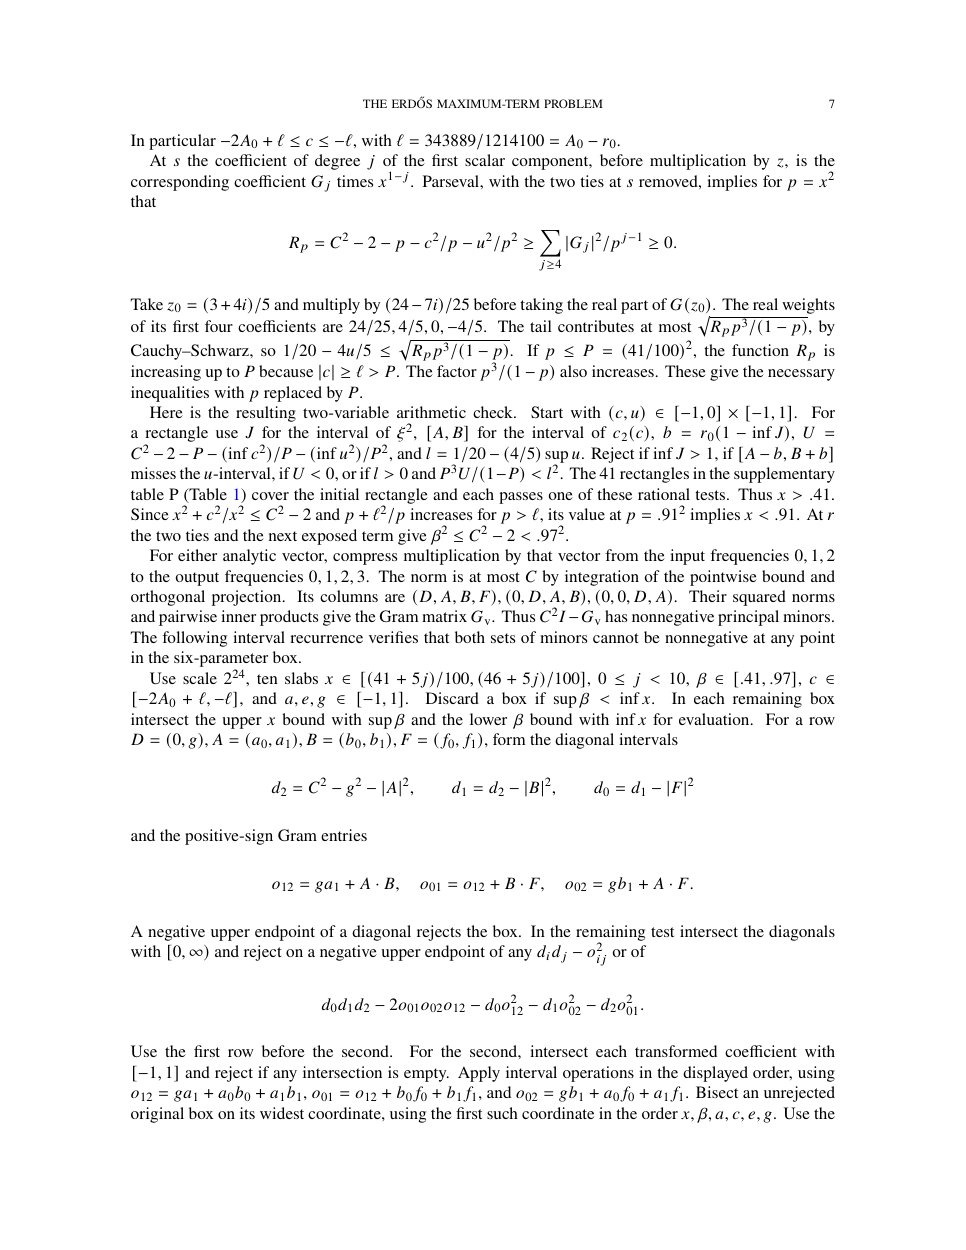 THE ERDŐS MAXIMUM-TERM PROBLEM 7
In particular −2A₀ + ℓ ≤ c ≤ −ℓ, with ℓ = 343889/1214100 = A₀ − r₀.
At s the coefficient of degree j of the first scalar component, before multiplication by z, is the
corresponding coefficient G_j times x^{1−j}. Parseval, with the two ties at s removed, implies for p = x²
that
R_p = C² − 2 − p − c²/p − u²/p² ≥ ∑_{j≥4} |G_j|²/p^{j−1} ≥ 0.
Take z₀ = (3+4i)/5 and multiply by (24−7i)/25 before taking the real part of G(z₀). The real weights
of its first four coefficients are 24/25, 4/5, 0, −4/5. The tail contributes at most √(R_p p³/(1 − p)), by
Cauchy–Schwarz, so 1/20 − 4u/5 ≤ √(R_p p³/(1 − p)). If p ≤ P = (41/100)², the function R_p is
increasing up to P because |c| ≥ ℓ > P. The factor p³/(1 − p) also increases. These give the necessary
inequalities with p replaced by P.
Here is the resulting two-variable arithmetic check. Start with (c, u) ∈ [−1, 0] × [−1, 1]. For
a rectangle use J for the interval of ξ², [A, B] for the interval of c₂(c), b = r₀(1 − inf J), U =
C² − 2 − P − (inf c²)/P − (inf u²)/P², and l = 1/20 − (4/5) sup u. Reject if inf J > 1, if [A − b, B + b]
misses the u-interval, if U < 0, or if l > 0 and P³U/(1−P) < l². The 41 rectangles in the supplementary
table P (Table 1) cover the initial rectangle and each passes one of these rational tests. Thus x > .41.
Since x² + c²/x² ≤ C² − 2 and p + ℓ²/p increases for p > ℓ, its value at p = .91² implies x < .91. At r
the two ties and the next exposed term give β² ≤ C² − 2 < .97².
For either analytic vector, compress multiplication by that vector from the input frequencies 0, 1, 2
to the output frequencies 0, 1, 2, 3. The norm is at most C by integration of the pointwise bound and
orthogonal projection. Its columns are (D, A, B, F), (0, D, A, B), (0, 0, D, A). Their squared norms
and pairwise inner products give the Gram matrix G_v. Thus C²I−G_v has nonnegative principal minors.
The following interval recurrence verifies that both sets of minors cannot be nonnegative at any point
in the six-parameter box.
Use scale 2²⁴, ten slabs x ∈ [(41 + 5j)/100, (46 + 5j)/100], 0 ≤ j < 10, β ∈ [.41, .97], c ∈
[−2A₀ + ℓ, −ℓ], and a, e, g ∈ [−1, 1]. Discard a box if sup β < inf x. In each remaining box
intersect the upper x bound with sup β and the lower β bound with inf x for evaluation. For a row
D = (0, g), A = (a₀, a₁), B = (b₀, b₁), F = (f₀, f₁), form the diagonal intervals
d₂ = C² − g² − |A|², d₁ = d₂ − |B|², d₀ = d₁ − |F|²
and the positive-sign Gram entries
o₁₂ = ga₁ + A · B, o₀₁ = o₁₂ + B · F, o₀₂ = gb₁ + A · F.
A negative upper endpoint of a diagonal rejects the box. In the remaining test intersect the diagonals
with [0, ∞) and reject on a negative upper endpoint of any d_i d_j − o_{ij}² or of
d₀d₁d₂ − 2o₀₁o₀₂o₁₂ − d₀o₁₂² − d₁o₀₂² − d₂o₀₁².
Use the first row before the second. For the second, intersect each transformed coefficient with
[−1, 1] and reject if any intersection is empty. Apply interval operations in the displayed order, using
o₁₂ = ga₁ + a₀b₀ + a₁b₁, o₀₁ = o₁₂ + b₀f₀ + b₁f₁, and o₀₂ = gb₁ + a₀f₀ + a₁f₁. Bisect an unrejected
original box on its widest coordinate, using the first such coordinate in the order x, β, a, c, e, g. Use the